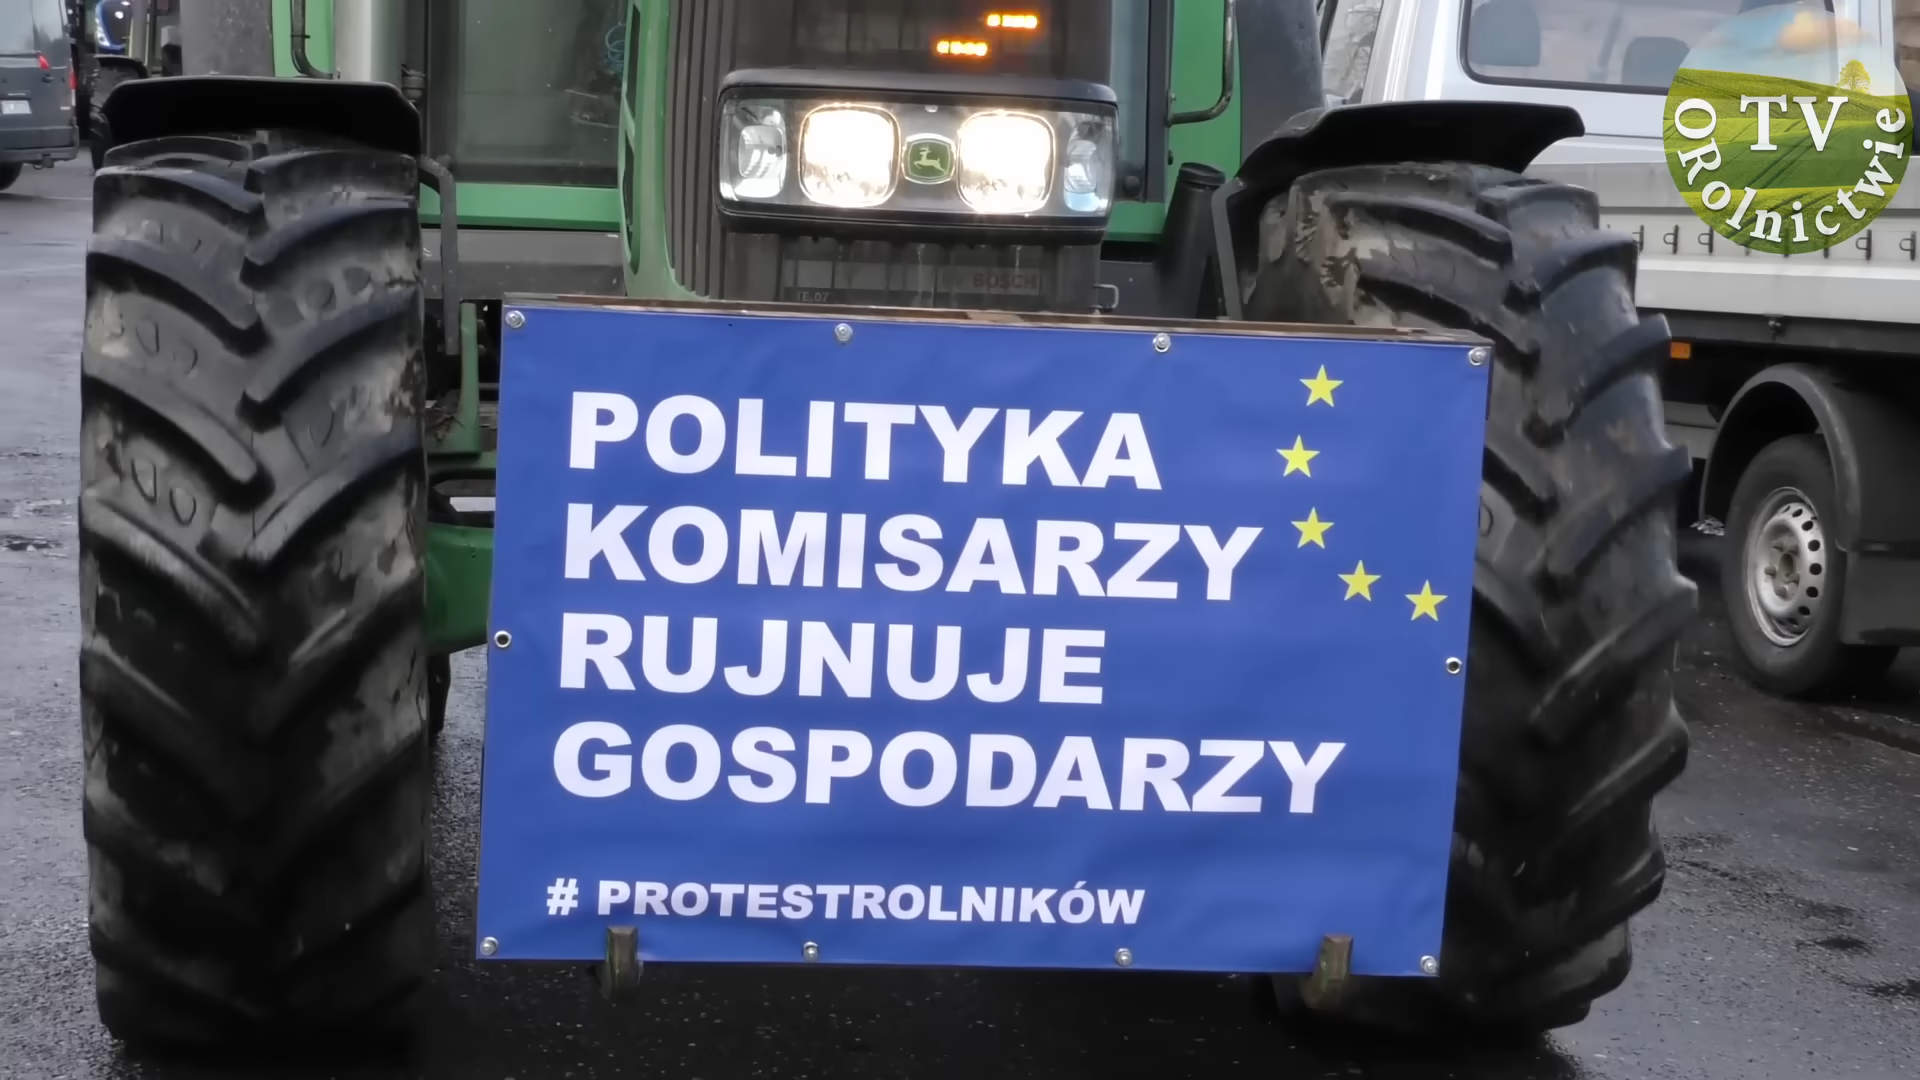 POLITYKA
KOMISARZY
RUJNUJE
GOSPODARZY
# PROTESTROLNIKÓW
BOSCH
TV
ORolnictwie